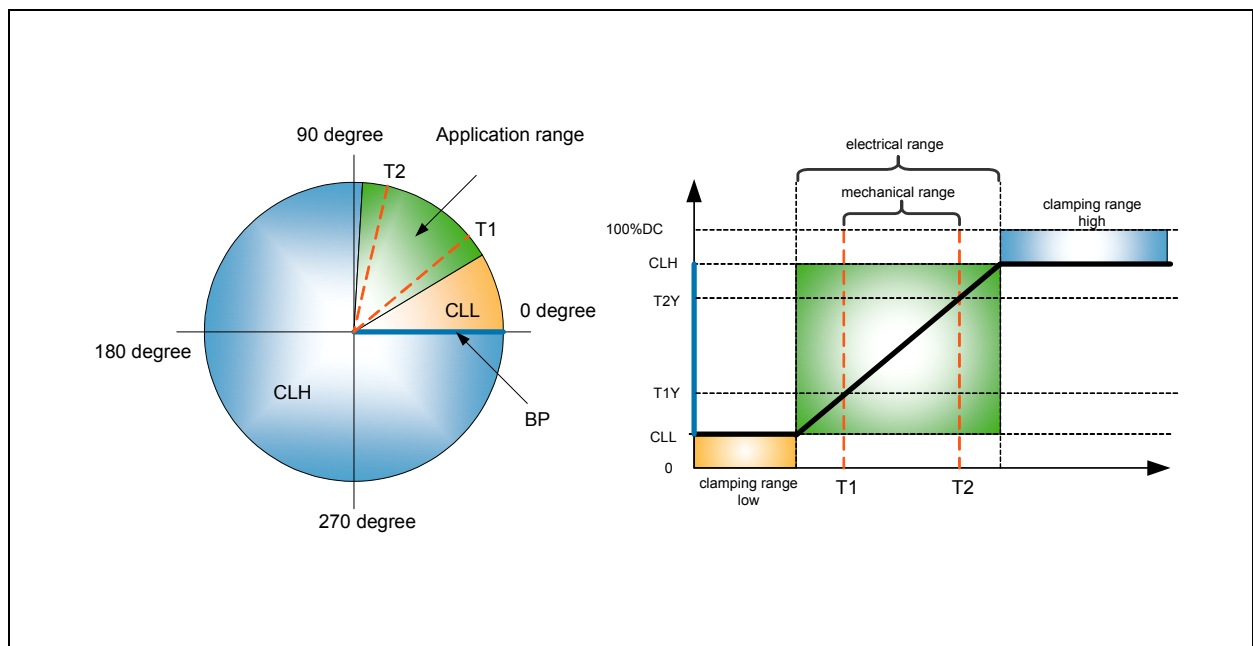 90 degree
Application range
T2
T1
CLL
0 degree
180 degree
CLH
BP
270 degree
electrical range
mechanical range
clamping range
high
100%DC
CLH
T2Y
T1Y
CLL
0
clamping range
low
T1
T2